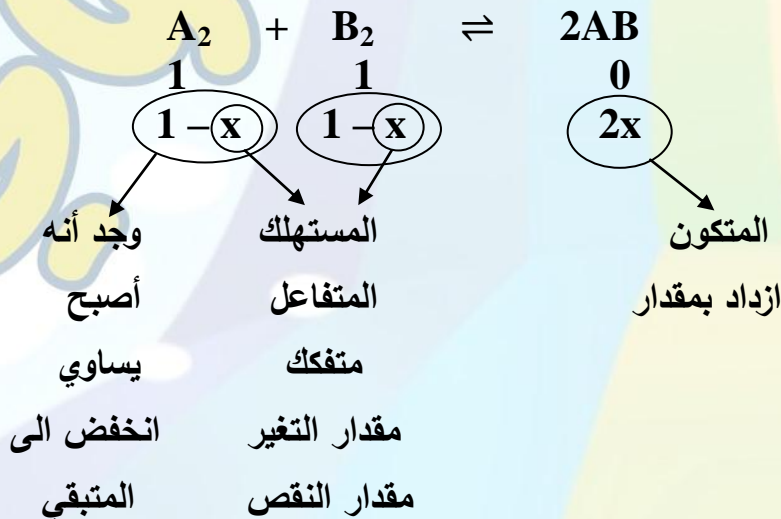 A₂ + B₂ ⇌ 2AB
1 1 0
1 – x 1 – x 2x
وجد أنه المستهلك المتكون
أصبح المتفاعل ازداد بمقدار
يساوي متفكك
انخفض الى مقدار التغير
المتبقي مقدار النقص